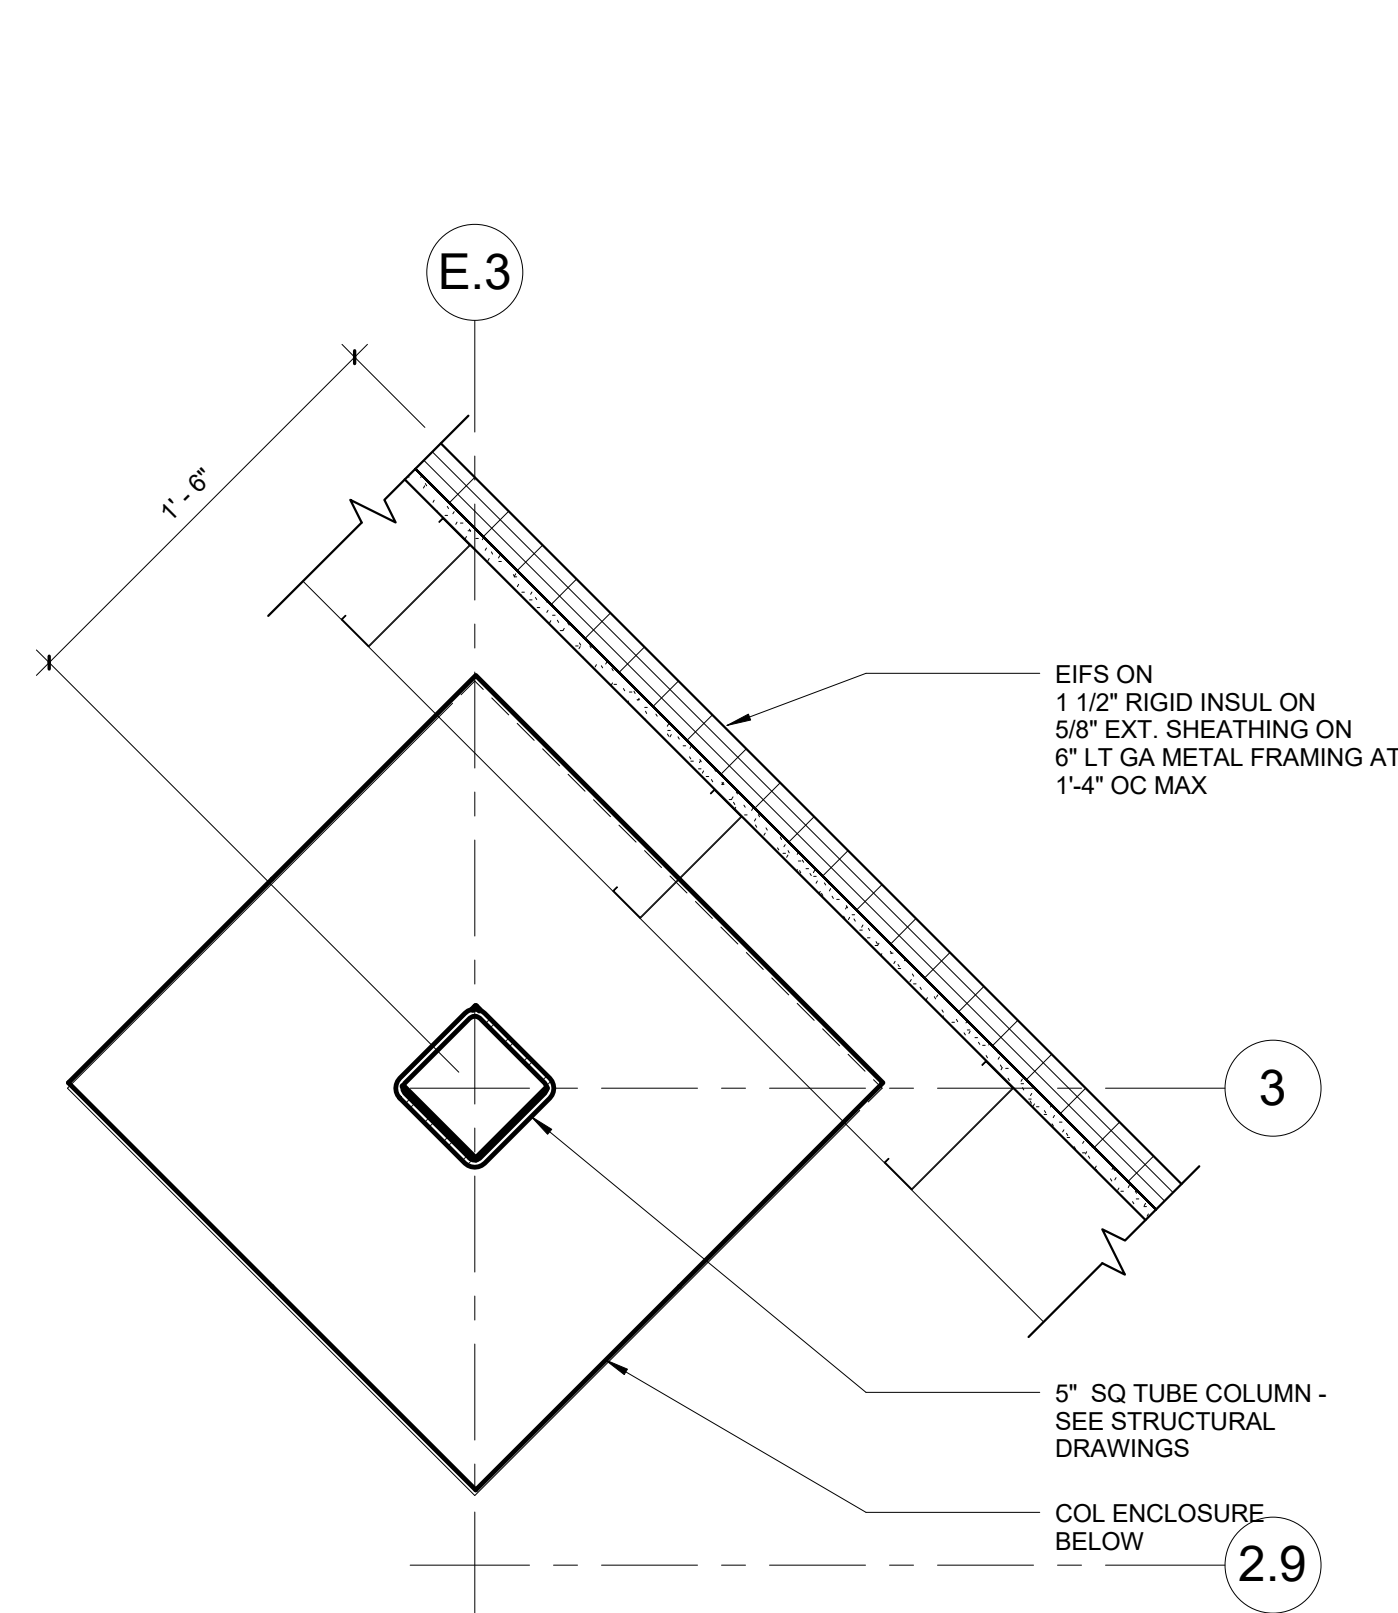 E.3
1' - 6"
EIFS ON
1 1/2" RIGID INSUL ON
5/8" EXT. SHEATHING ON
6" LT GA METAL FRAMING AT
1'-4" OC MAX
3
5" SQ TUBE COLUMN -
SEE STRUCTURAL
DRAWINGS
COL ENCLOSURE
BELOW
2.9